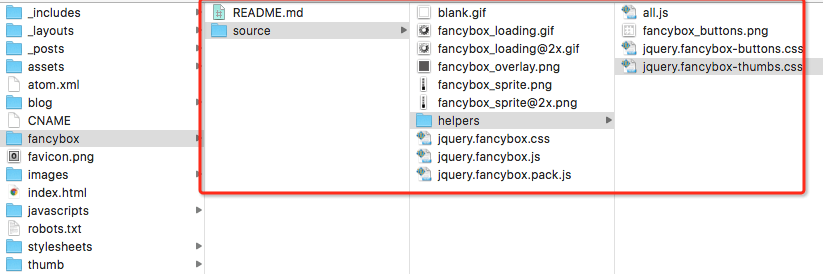 _includes
_layouts
_posts
assets
atom.xml
blog
CNAME
fancybox
favicon.png
images
index.html
javascripts
robots.txt
stylesheets
thumb
README.md
source
blank.gif
fancybox_loading.gif
fancybox_loading@2x.gif
fancybox_overlay.png
fancybox_sprite.png
fancybox_sprite@2x.png
helpers
jquery.fancybox.css
jquery.fancybox.js
jquery.fancybox.pack.js
all.js
fancybox_buttons.png
jquery.fancybox-buttons.css
jquery.fancybox-thumbs.css